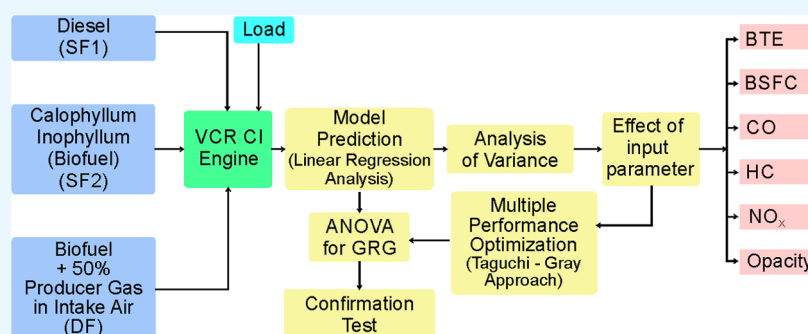 Diesel
(SF1)
Load
Calophyllum
Inophyllum
(Biofuel)
(SF2)
VCR CI
Engine
Biofuel
+ 50%
Producer Gas
in Intake Air
(DF)
Model
Prediction
(Linear Regression
Analysis)
Analysis
of Variance
Effect of
input
parameter
ANOVA
for GRG
Multiple
Performance
Optimization
(Taguchi - Gray
Approach)
Confirmation
Test
BTE
BSFC
CO
HC
NOx
Opacity